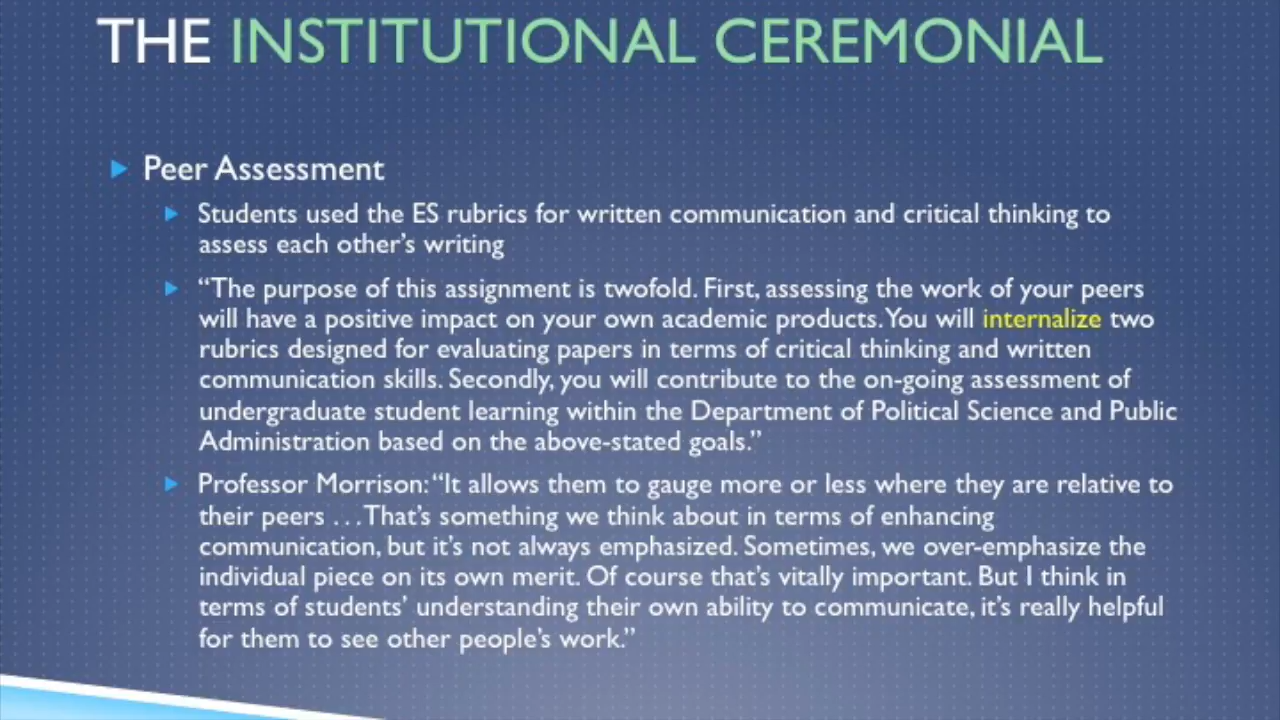 THE INSTITUTIONAL CEREMONIAL
Peer Assessment
Students used the ES rubrics for written communication and critical thinking to
assess each other’s writing
“The purpose of this assignment is twofold. First, assessing the work of your peers
will have a positive impact on your own academic products. You will internalize two
rubrics designed for evaluating papers in terms of critical thinking and written
communication skills. Secondly, you will contribute to the on-going assessment of
undergraduate student learning within the Department of Political Science and Public
Administration based on the above-stated goals.”
Professor Morrison: “It allows them to gauge more or less where they are relative to
their peers . . . That’s something we think about in terms of enhancing
communication, but it’s not always emphasized. Sometimes, we over-emphasize the
individual piece on its own merit. Of course that’s vitally important. But I think in
terms of students’ understanding their own ability to communicate, it’s really helpful
for them to see other people’s work.”